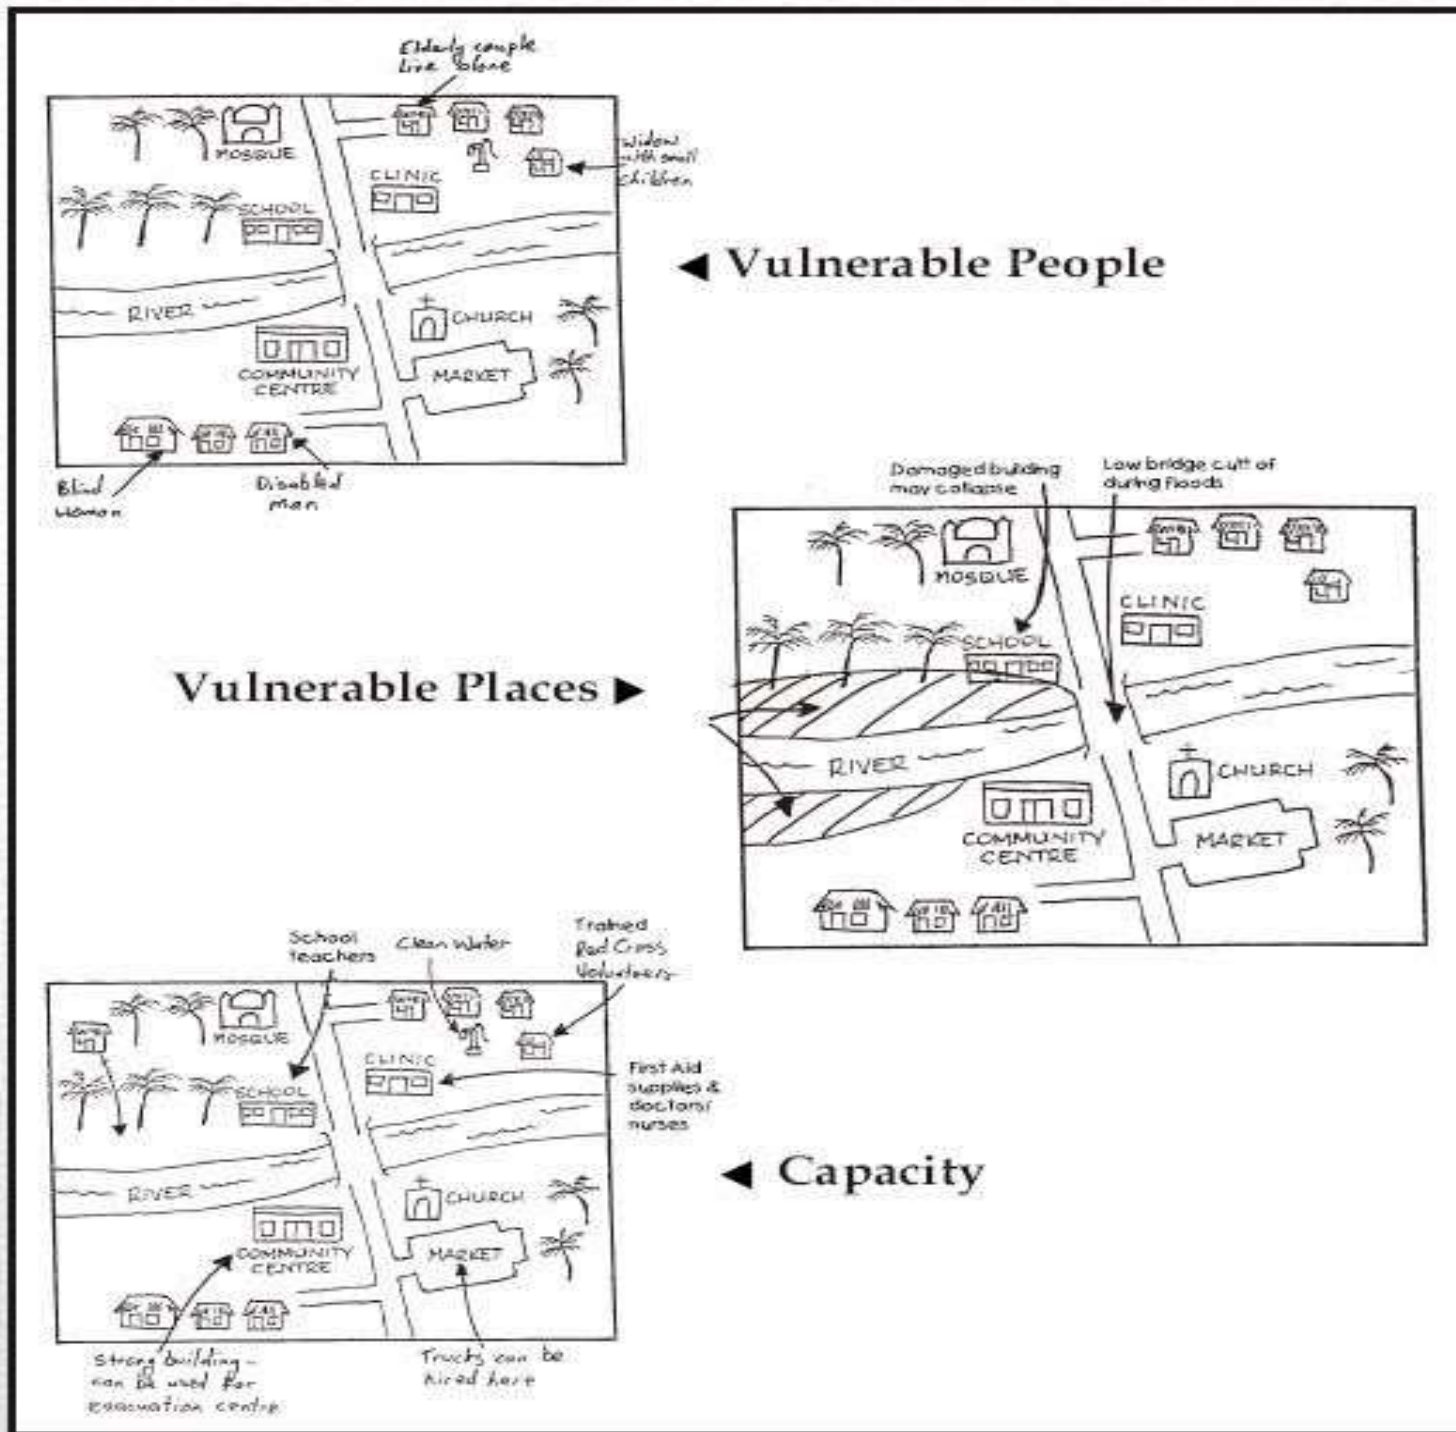 Elderly couple
live alone
MOSQUE
widow
with small
children
CLINIC
SCHOOL
RIVER
CHURCH
COMMUNITY
CENTRE
MARKET
Blind
Woman
Disabled
man
◄ Vulnerable People
Damaged building
may collapse
Low bridge cutt of
during floods
MOSQUE
CLINIC
SCHOOL
RIVER
CHURCH
COMMUNITY
CENTRE
MARKET
Vulnerable Places ►
School
teachers
Clean Water
Trained
Red Cross
Volunteers
MOSQUE
CLINIC
SCHOOL
First Aid
supplies &
doctors/
nurses
RIVER
CHURCH
COMMUNITY
CENTRE
MARKET
Strong building -
can be used for
evacuation centre
Trucks can be
hired here
◄ Capacity